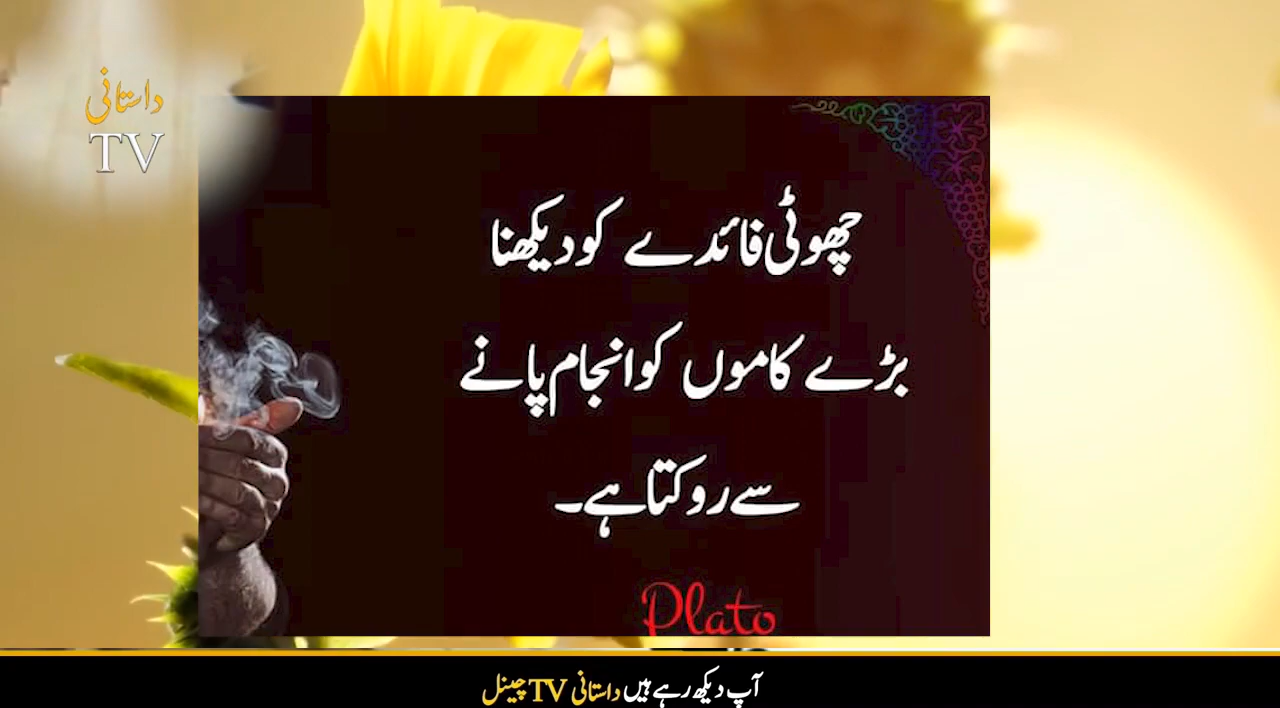 داستانی
TV
چھوٹی فائدے کو دیکھنا
بڑے کاموں کو انجام پانے
سے روکتا ہے۔
Plato
آپ دیکھ رہے ہیں داستانی TV چینل